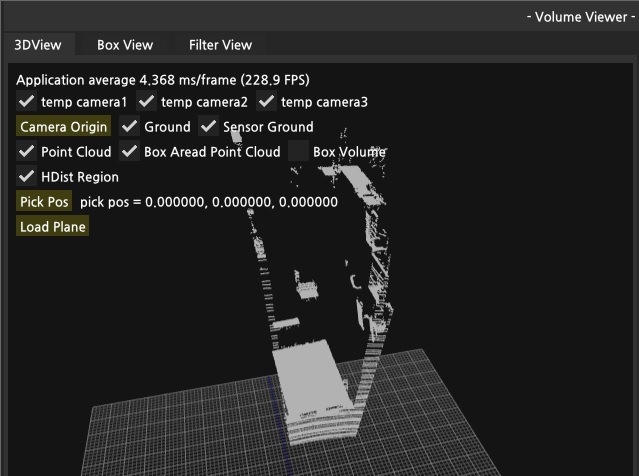 - Volume Viewer -
3DView Box View Filter View
Application average 4.368 ms/frame (228.9 FPS)
temp camera1 temp camera2 temp camera3
Camera Origin Ground Sensor Ground
Point Cloud Box Aread Point Cloud Box Volume
HDist Region
Pick Pos pick pos = 0.000000, 0.000000, 0.000000
Load Plane